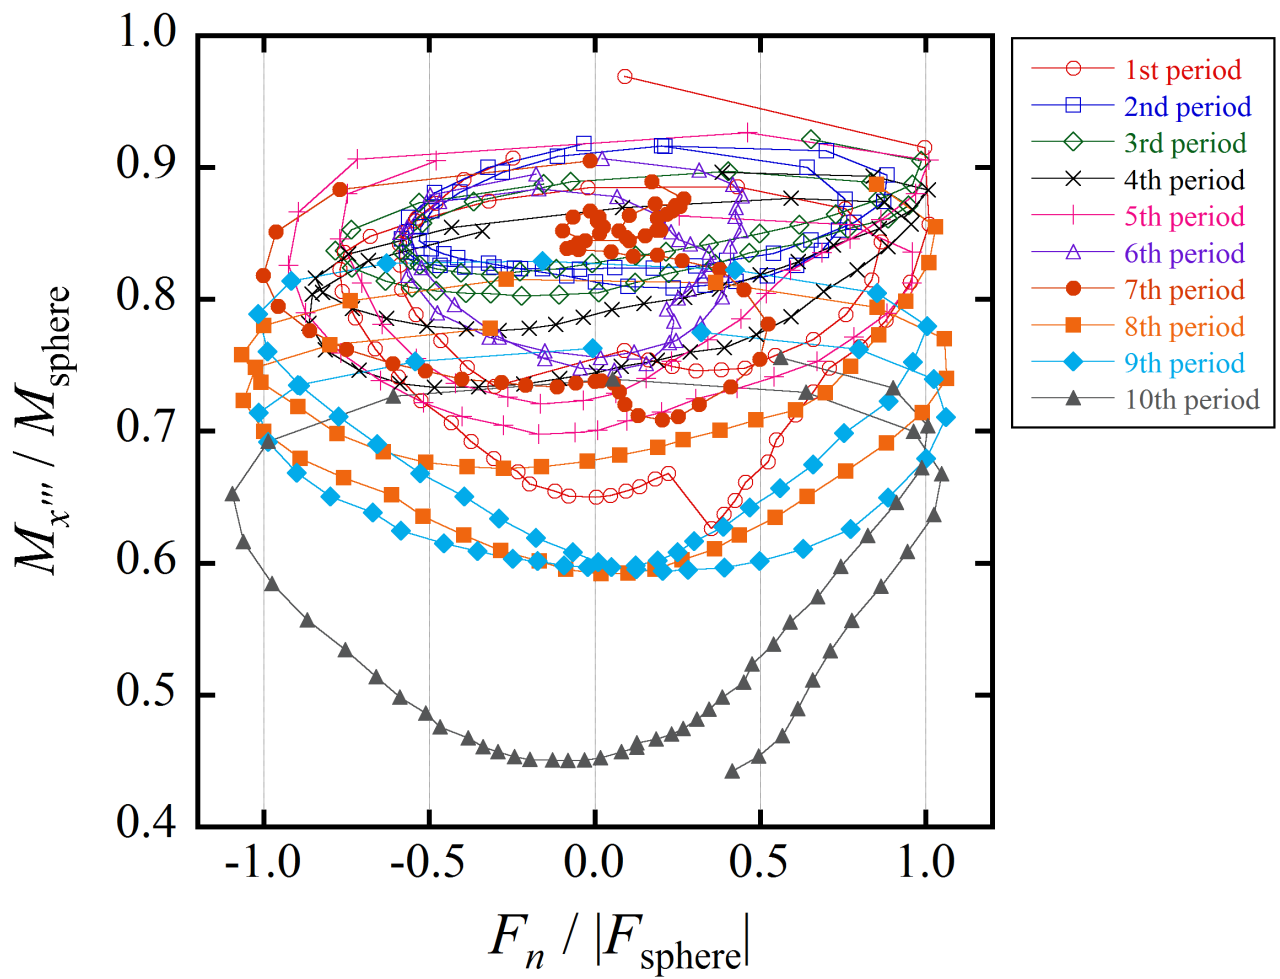 1.0
0.9
0.8
0.7
0.6
0.5
0.4
-1.0 -0.5 0.0 0.5 1.0
Mx''' / Msphere
Fn / |Fsphere|
1st period
2nd period
3rd period
4th period
5th period
6th period
7th period
8th period
9th period
10th period